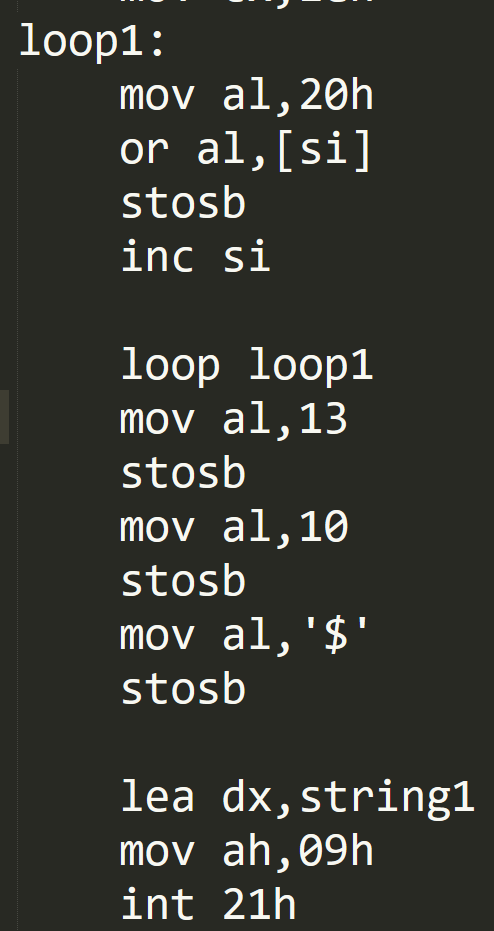 loop1:
mov al,20h
or al,[si]
stosb
inc si
loop loop1
mov al,13
stosb
mov al,10
stosb
mov al,'$'
stosb
lea dx,string1
mov ah,09h
int 21h